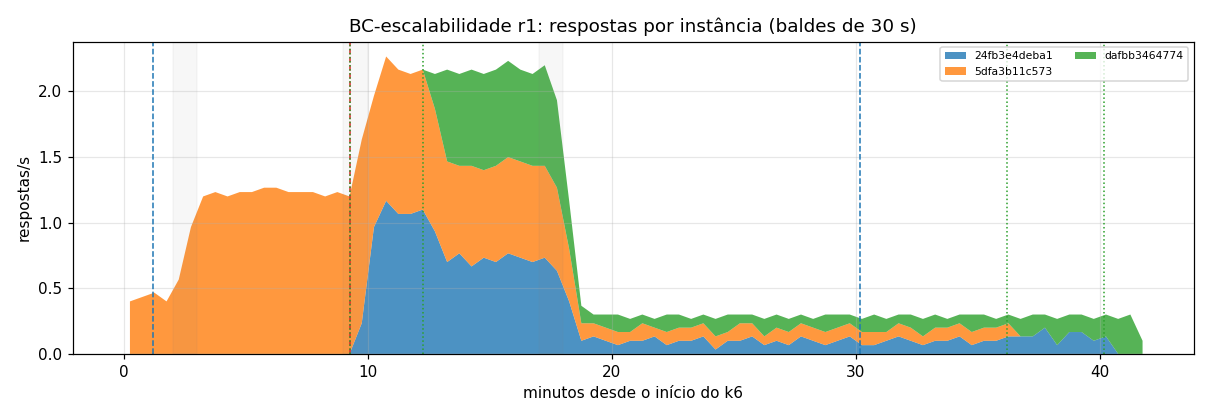 BC-escalabilidade r1: respostas por instância (baldes de 30 s)
24fb3e4deba1
5dfa3b11c573
dafbb3464774
respostas/s
2.0
1.5
1.0
0.5
0.0
0 10 20 30 40
minutos desde o início do k6